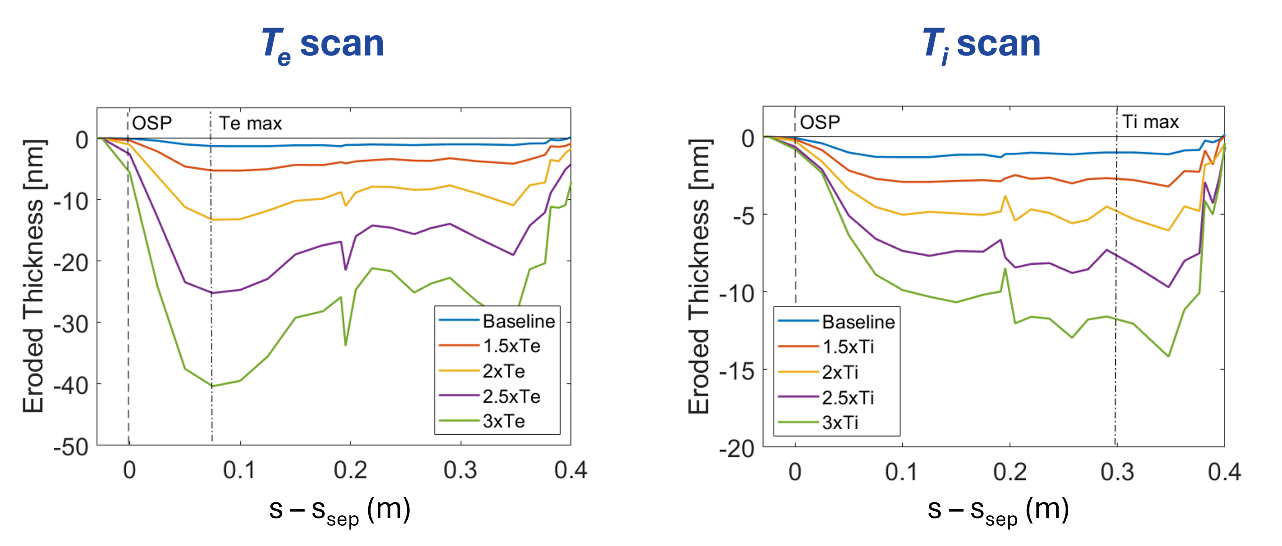 Te scan
Ti scan
OSP
Te max
0
-10
-20
-30
-40
-50
Eroded Thickness [nm]
Baseline
1.5xTe
2xTe
2.5xTe
3xTe
0
0.1
0.2
0.3
0.4
s – ssep (m)
OSP
Ti max
0
-5
-10
-15
-20
Eroded Thickness [nm]
Baseline
1.5xTi
2xTi
2.5xTi
3xTi
0
0.1
0.2
0.3
0.4
s – ssep (m)